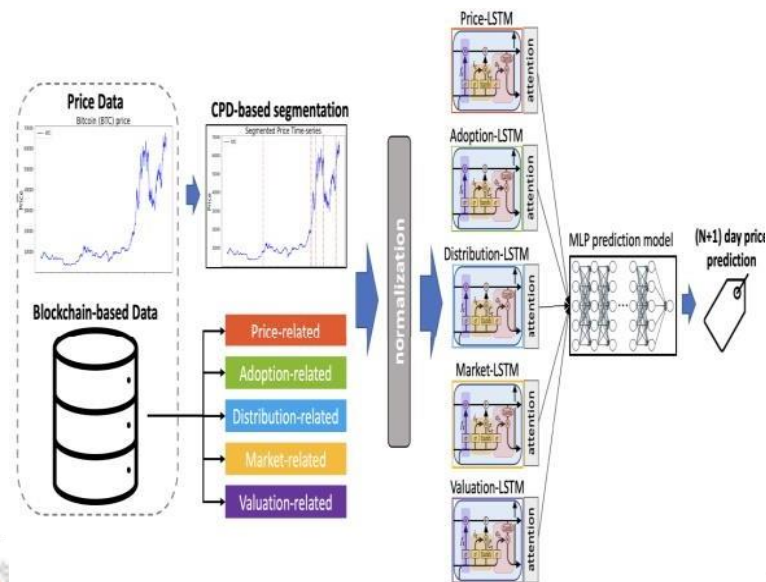 Price Data
Bitcoin (BTC) price
Price
CPD-based segmentation
Segmented Price Time-series
Price
Blockchain-based Data
Price-related
Adoption-related
Distribution-related
Market-related
Valuation-related
normalization
Price-LSTM
attention
Adoption-LSTM
attention
Distribution-LSTM
attention
Market-LSTM
attention
Valuation-LSTM
attention
MLP prediction model
(N+1) day price
prediction